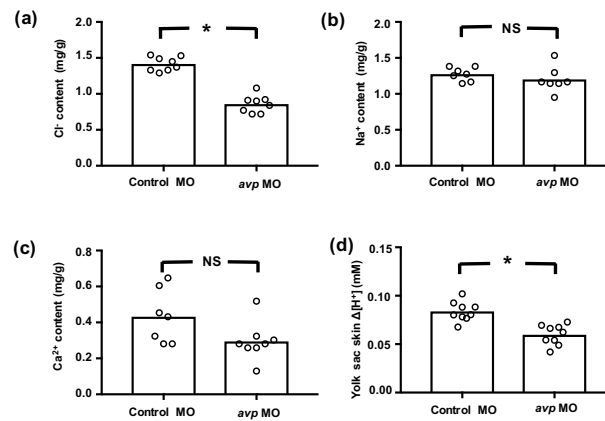 (a)
*
Cl⁻ content (mg/g)
2.0
1.5
1.0
0.5
0.0
Control MO
avp MO
(b)
NS
Na⁺ content (mg/g)
2.0
1.5
1.0
0.5
0.0
Control MO
avp MO
(c)
NS
Ca²⁺ content (mg/g)
0.6
0.4
0.2
0.0
Control MO
avp MO
(d)
*
Yolk sac skin Δ[H⁺] (mM)
0.15
0.10
0.05
0.00
Control MO
avp MO